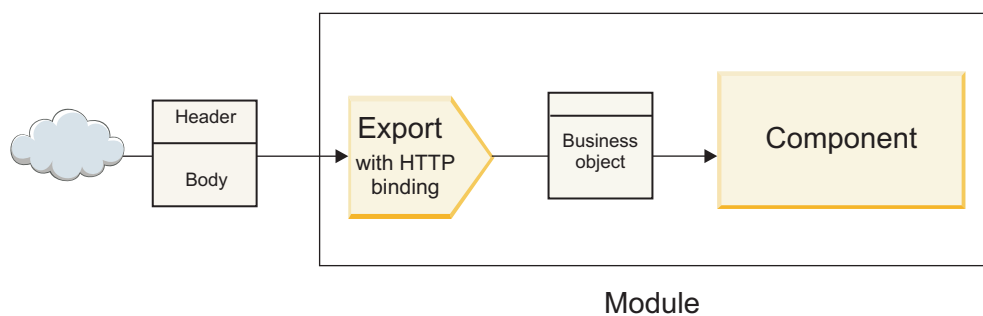 Header
Body
Export
with HTTP
binding
Business
object
Component
Module